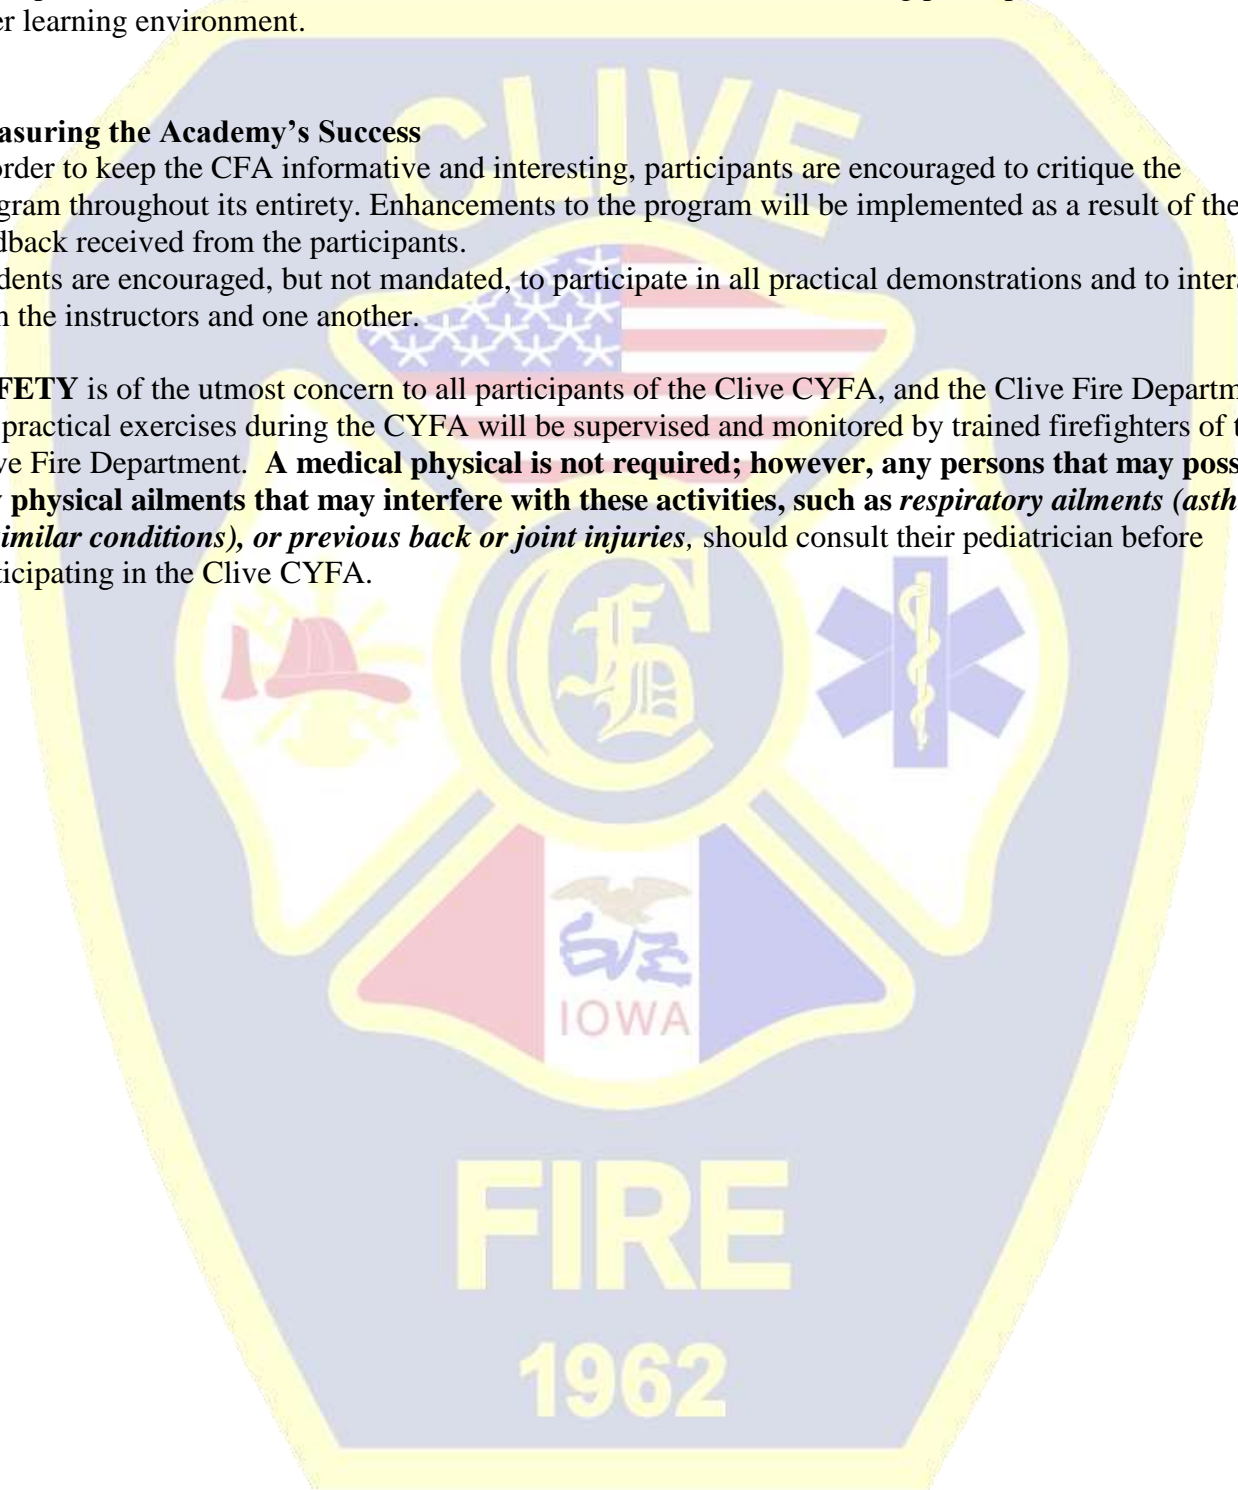 er learning environment.
asuring the Academy’s Success
order to keep the CFA informative and interesting, participants are encouraged to critique the
gram throughout its entirety. Enhancements to the program will be implemented as a result of the
dback received from the participants.
dents are encouraged, but not mandated, to participate in all practical demonstrations and to intera
h the instructors and one another.
FETY is of the utmost concern to all participants of the Clive CYFA, and the Clive Fire Departm
practical exercises during the CYFA will be supervised and monitored by trained firefighters of t
ve Fire Department.  A medical physical is not required; however, any persons that may poss
y physical ailments that may interfere with these activities, such as respiratory ailments (asth
similar conditions), or previous back or joint injuries, should consult their pediatrician before
ticipating in the Clive CYFA.
CLIVE
CFD
IOWA
FIRE
1962